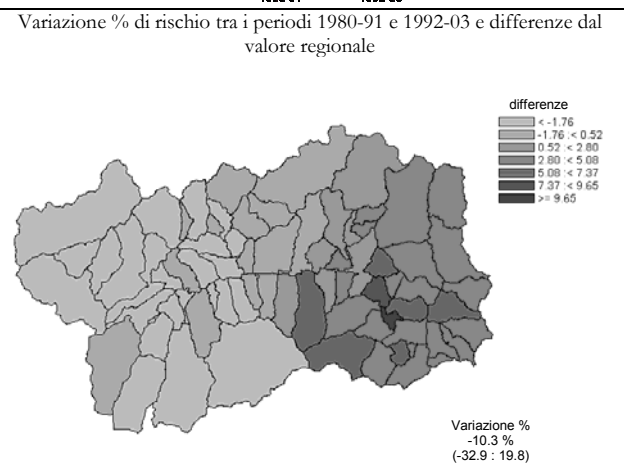 Variazione % di rischio tra i periodi 1980-91 e 1992-03 e differenze dal
valore regionale
differenze
< -1.76
-1.76 :< 0.52
0.52 :< 2.80
2.80 :< 5.08
5.08 :< 7.37
7.37 :< 9.65
>= 9.65
Variazione %
-10.3 %
(-32.9 : 19.8)